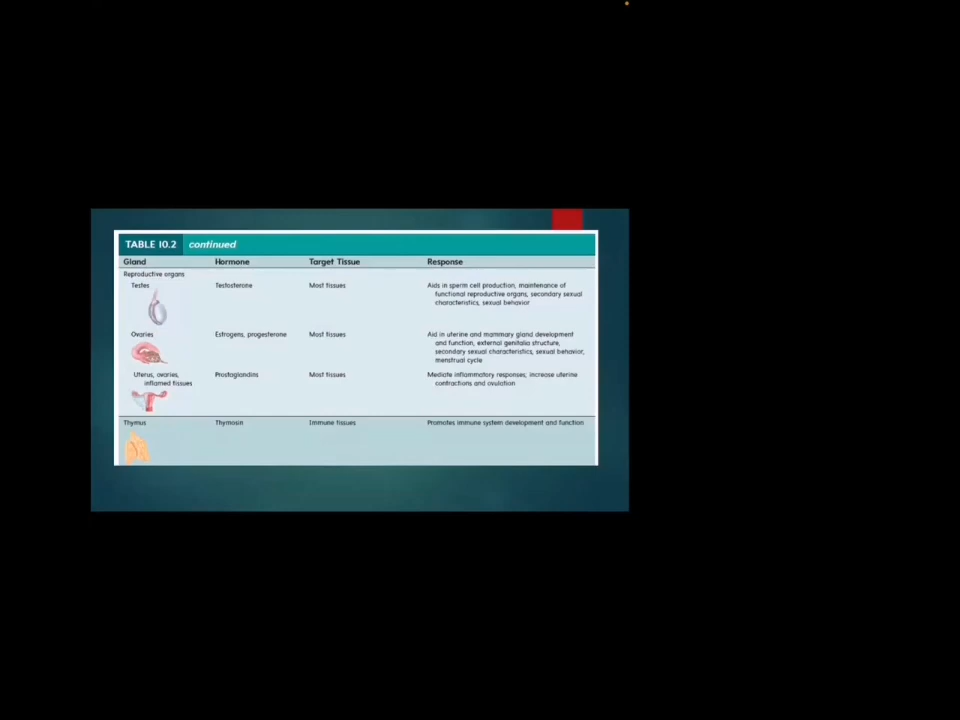 TABLE 10.2 continued
Gland Hormone Target Tissue Response
Reproductive organs
Testes Testosterone Most tissues Aids in sperm cell production, maintenance of
functional reproductive organs, secondary sexual
characteristics, sexual behavior
Ovaries Estrogens, progesterone Most tissues Aid in uterine and mammary gland development
and function, external genitalia structure,
secondary sexual characteristics, sexual behavior,
menstrual cycle
Uterus, ovaries, Prostaglandins Most tissues Mediate inflammatory responses; increase uterine
inflamed tissues contractions and ovulation
Thymus Thymosin Immune tissues Promotes immune system development and function